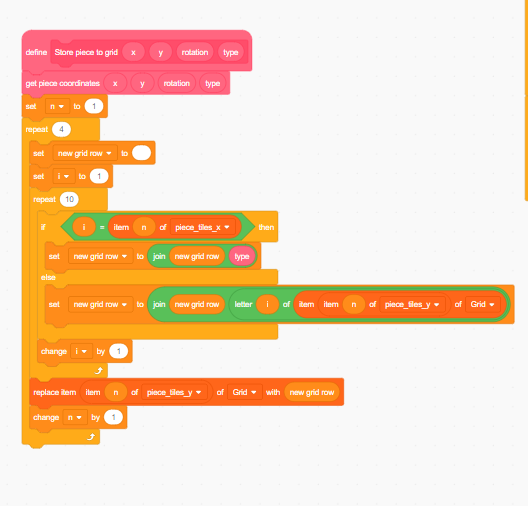 define Store piece to grid x y rotation type
get piece coordinates x y rotation type
set n to 1
repeat 4
set new grid row to
set i to 1
repeat 10
if i = item n of piece_tiles_x then
set new grid row to join new grid row type
else
set new grid row to join new grid row letter i of item item n of piece_tiles_y of Grid
change i by 1
replace item item n of piece_tiles_y of Grid with new grid row
change n by 1